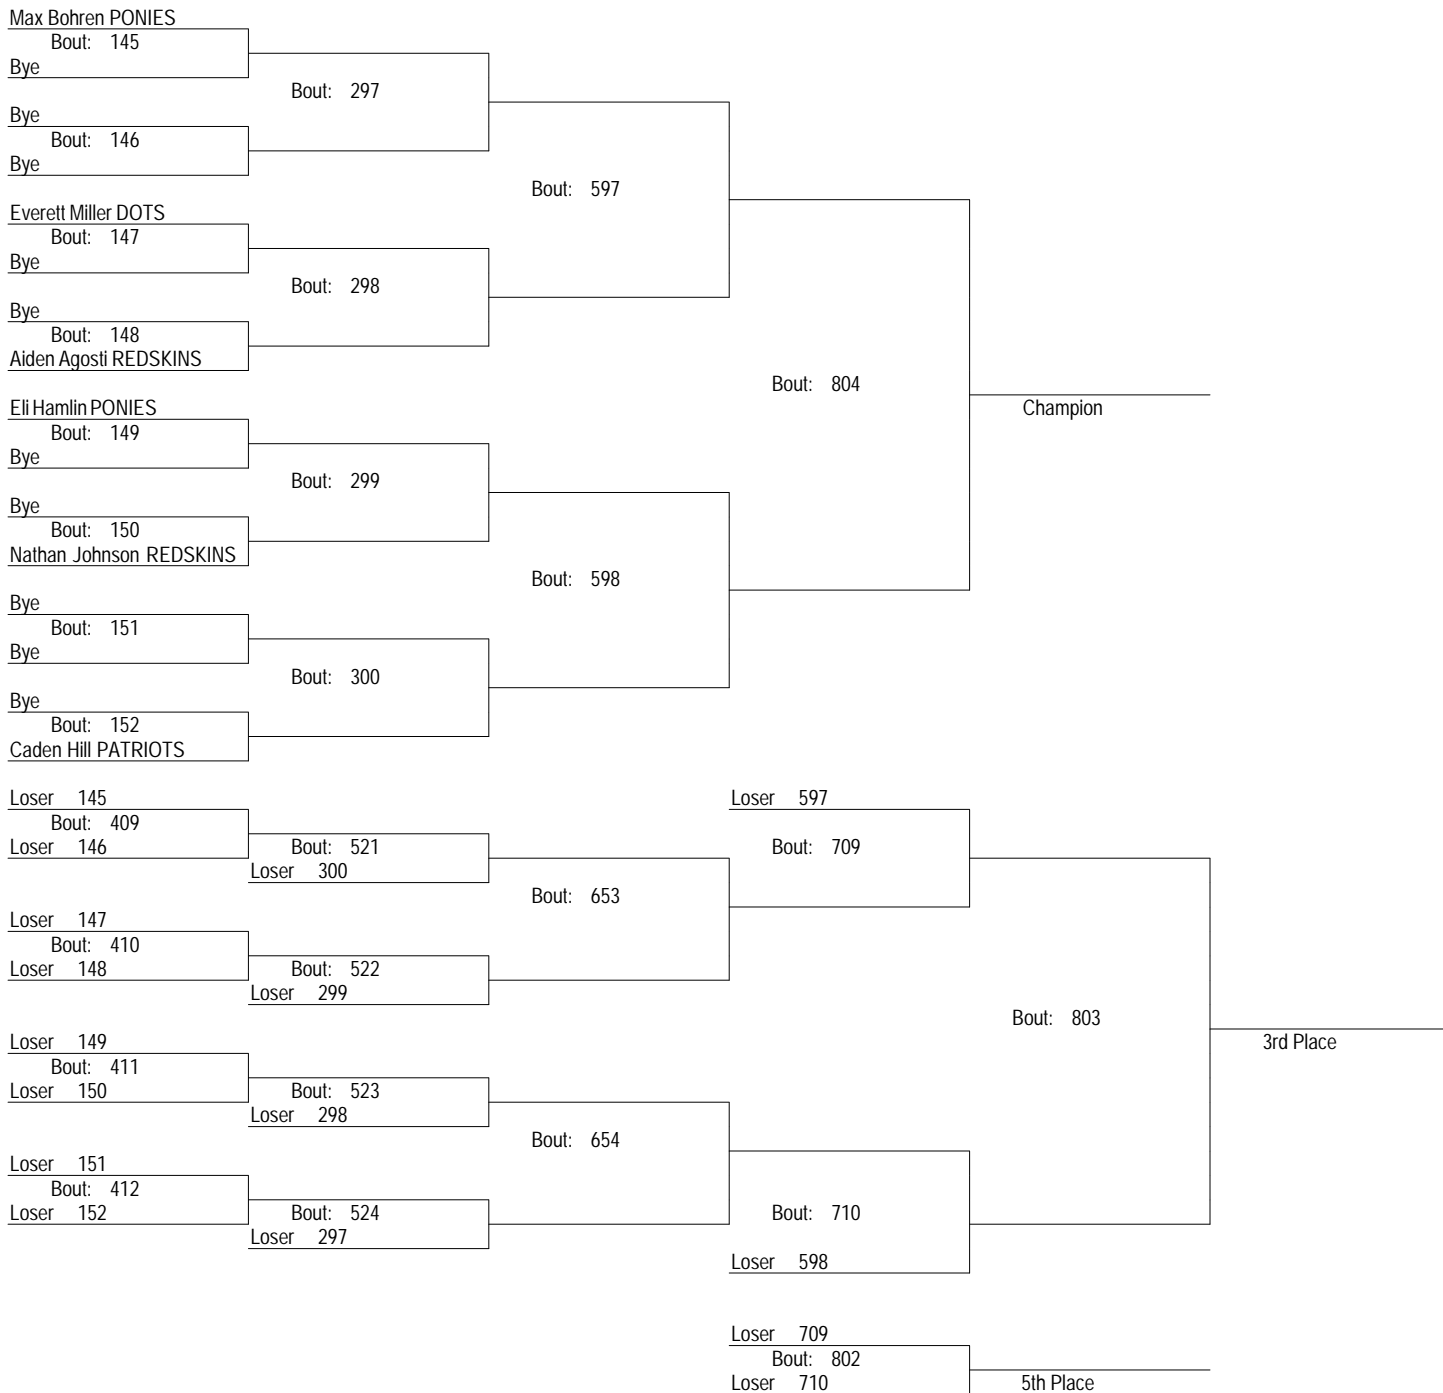 Max Bohren PONIES
Bout: 145
Bye
Bout: 297
Bye
Bout: 146
Bye
Bout: 597
Everett Miller DOTS
Bout: 147
Bye
Bout: 298
Bye
Bout: 148
Aiden Agosti REDSKINS
Bout: 804
Champion
Eli Hamlin PONIES
Bout: 149
Bye
Bout: 299
Bye
Bout: 150
Nathan Johnson REDSKINS
Bout: 598
Bye
Bout: 151
Bye
Bout: 300
Bye
Bout: 152
Caden Hill PATRIOTS
Loser 145
Bout: 409
Loser 146
Bout: 521
Loser 300
Bout: 653
Loser 597
Bout: 709
Loser 147
Bout: 410
Loser 148
Bout: 522
Loser 299
Bout: 803
3rd Place
Loser 149
Bout: 411
Loser 150
Bout: 523
Loser 298
Bout: 654
Loser 151
Bout: 412
Loser 152
Bout: 524
Loser 297
Bout: 710
Loser 598
Loser 709
Bout: 802
Loser 710
5th Place